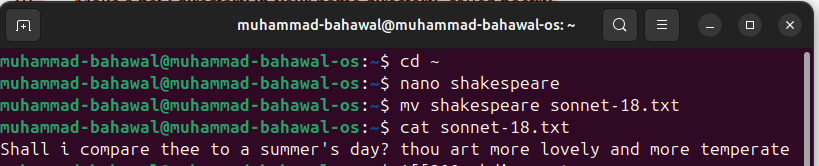 muhammad-bahawal@muhammad-bahawal-os: ~
muhammad-bahawal@muhammad-bahawal-os:~$ cd ~
muhammad-bahawal@muhammad-bahawal-os:~$ nano shakespeare
muhammad-bahawal@muhammad-bahawal-os:~$ mv shakespeare sonnet-18.txt
muhammad-bahawal@muhammad-bahawal-os:~$ cat sonnet-18.txt
Shall i compare thee to a summer's day? thou art more lovely and more temperate